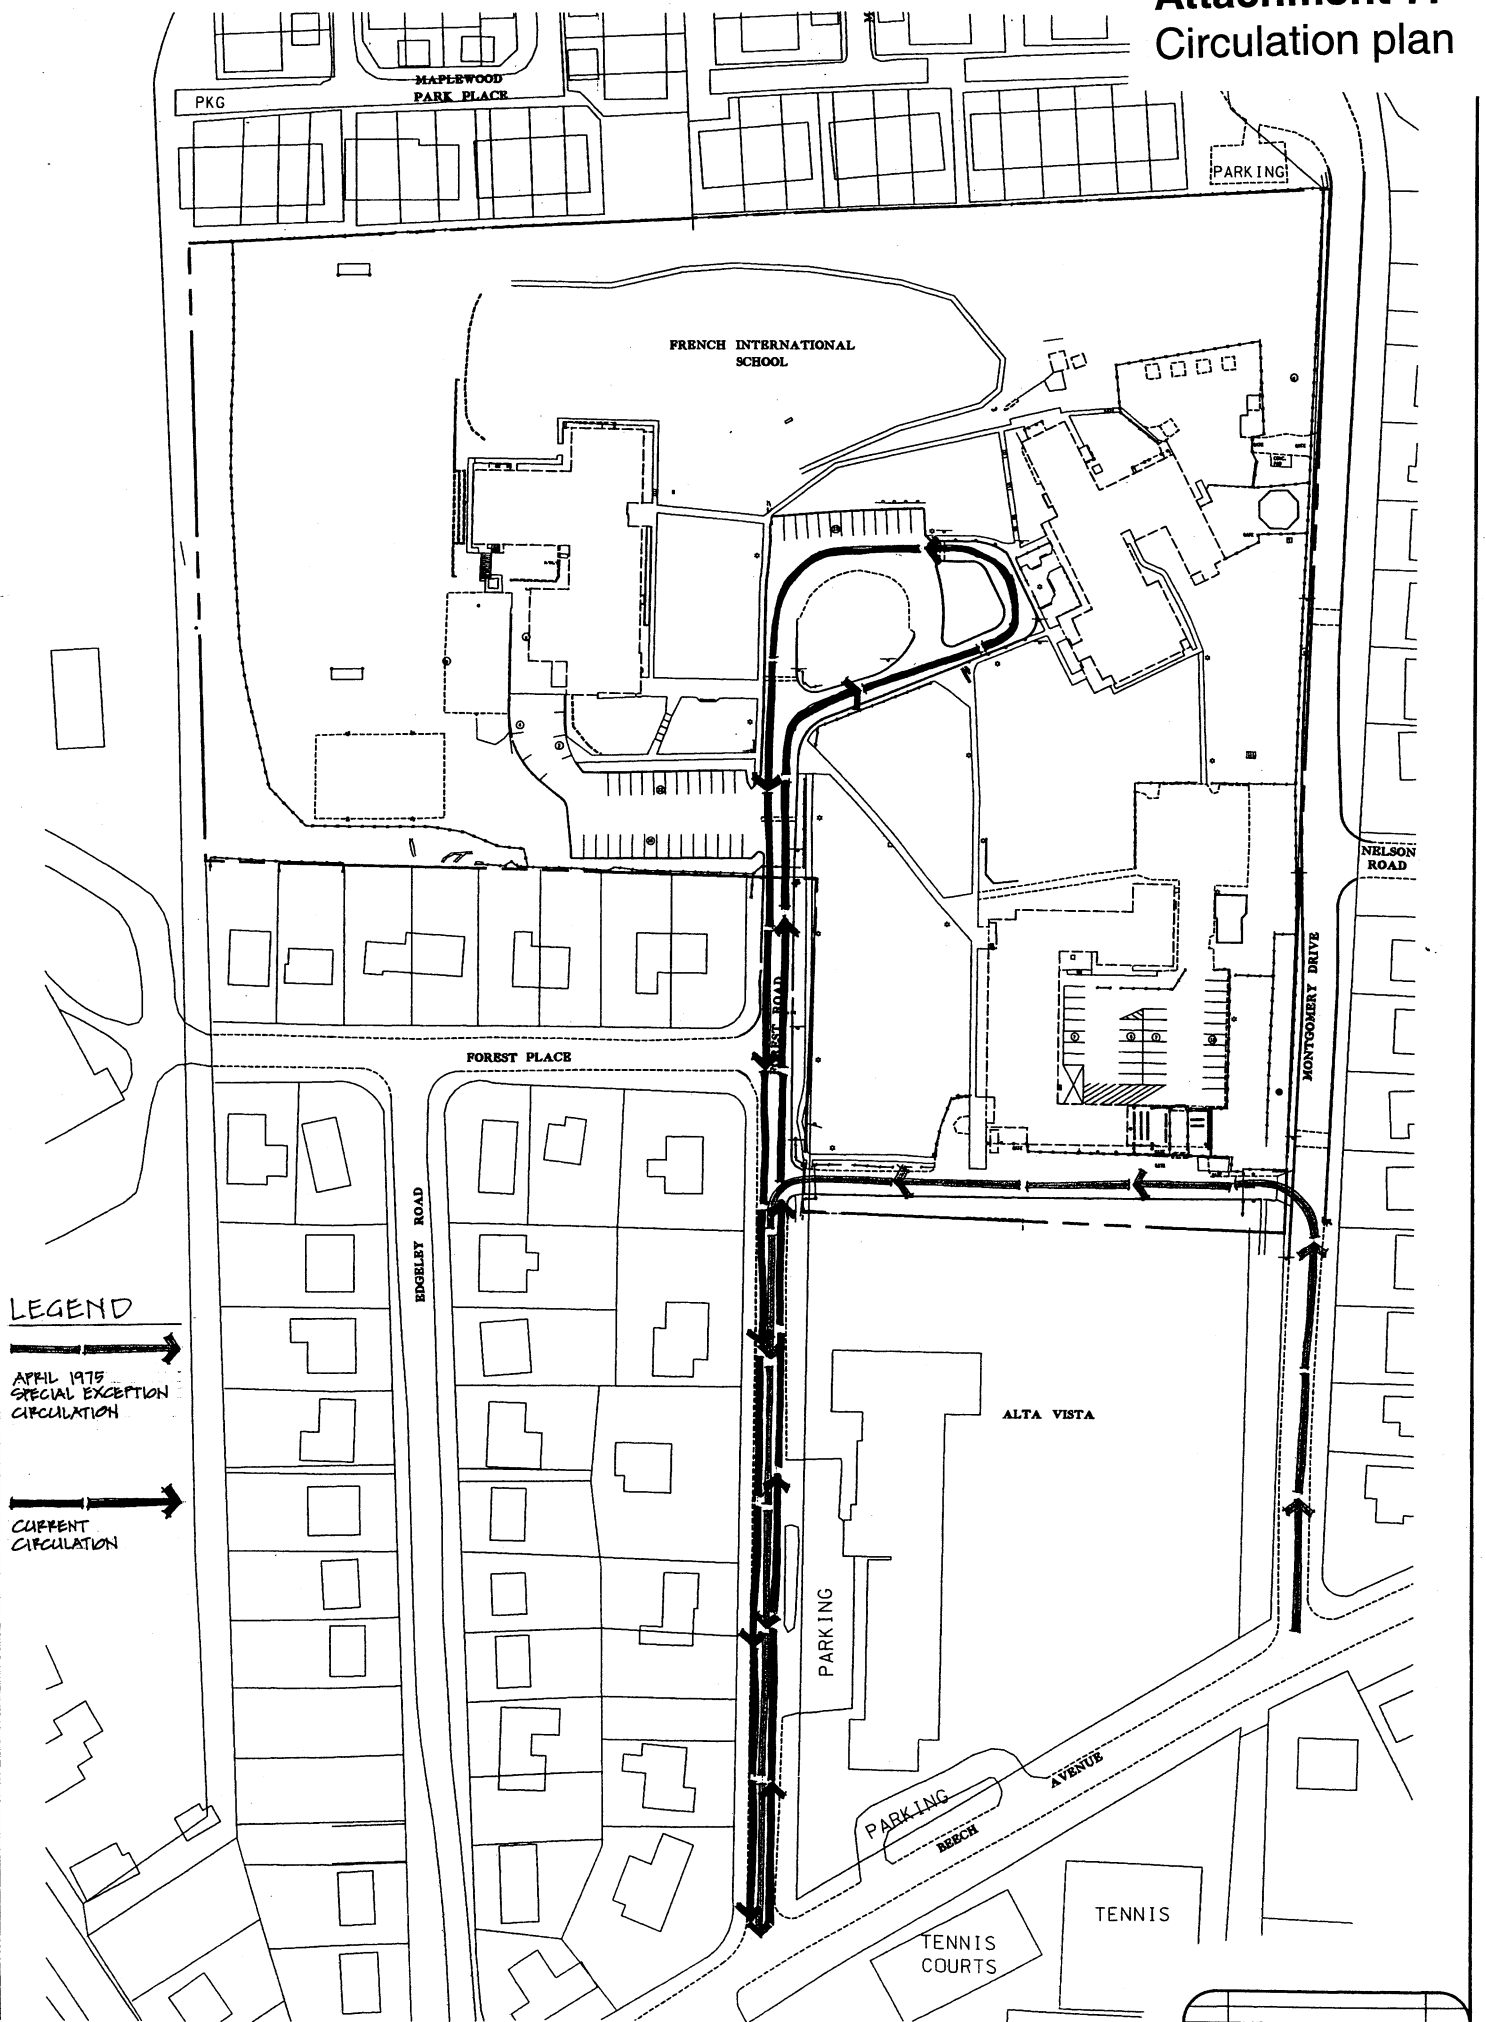 Circulation plan
MAPLEWOOD
PARK PLACE
PKG
PARKING
FRENCH INTERNATIONAL
SCHOOL
NELSON
ROAD
MONTGOMERY DRIVE
FOREST PLACE
EDGELEY ROAD
LEGEND
APRIL 1975
SPECIAL EXCEPTION
CIRCULATION
CURRENT
CIRCULATION
ALTA VISTA
PARKING
PARKING
BEECH
AVENUE
TENNIS
TENNIS
COURTS